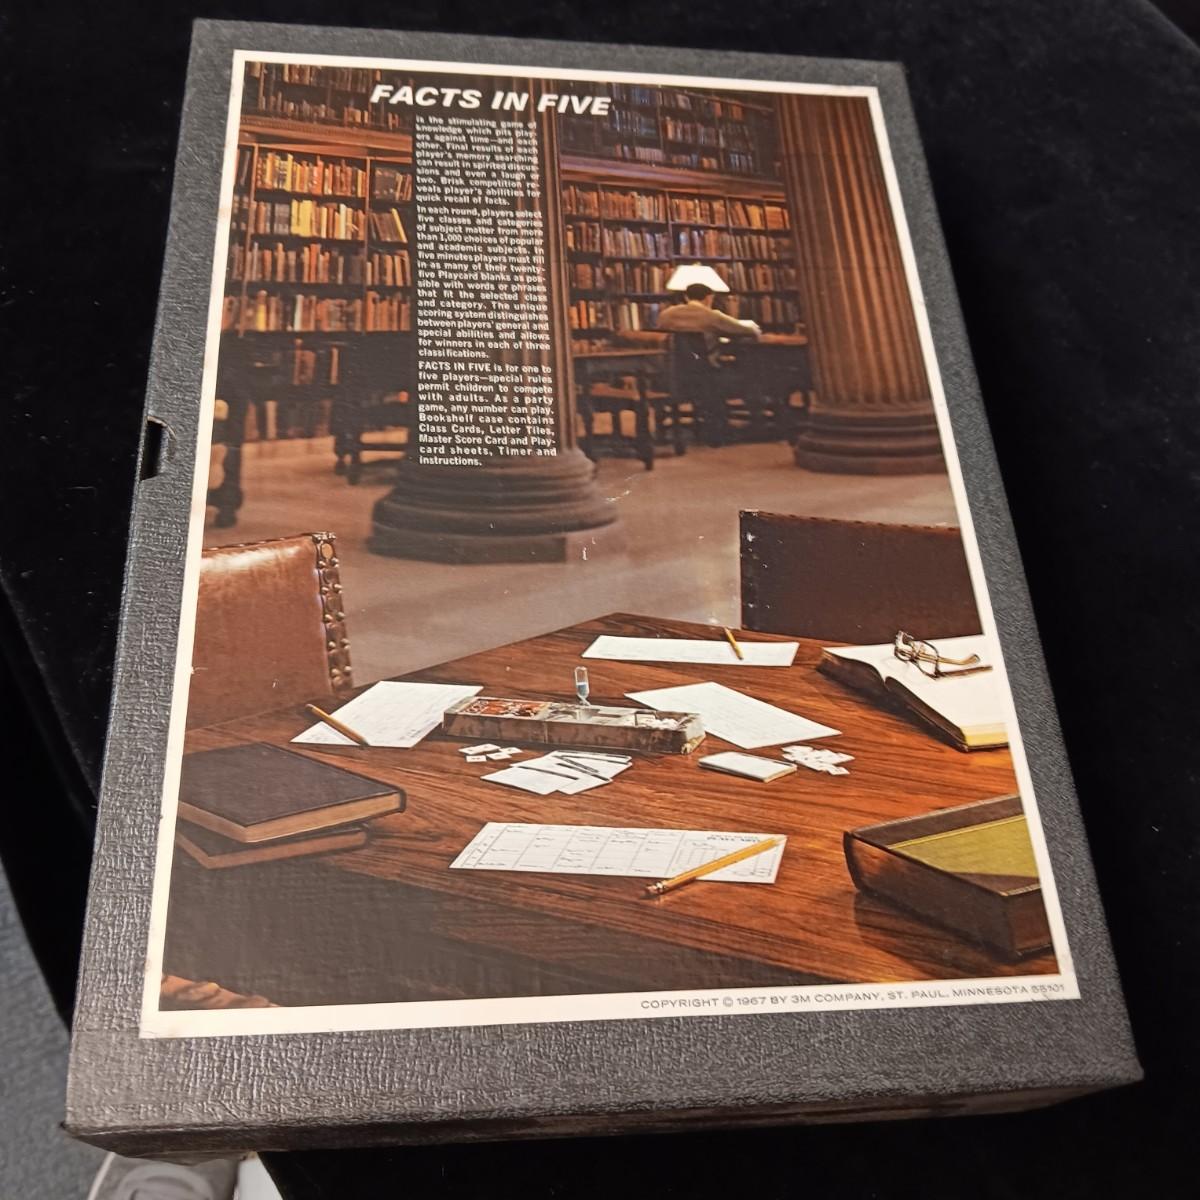 FACTS IN FIVE
is the stimulating game of
knowledge which pits play-
ers against time—and each
other. Final results of each
player's memory searching
can result in spirited discus-
sions and even a laugh or
two. Brisk competition re-
veals player's abilities for
quick recall of facts.
In each round, players select
five classes and categories
of subject matter from more
than 1,000 choices of popular
and academic subjects. In
five minutes players must fill
in as many of their twenty-
five Playcard blanks as pos-
sible with words or phrases
that fit the selected class
and category. The unique
scoring system distinguishes
between players' general and
special abilities and allows
for winners in each of three
classifications.
FACTS IN FIVE is for one to
five players—special rules
permit children to compete
with adults. As a party
game, any number can play.
Bookshelf case contains
Class Cards, Letter Tiles,
Master Score Card and Play-
card sheets, Timer and
instructions.
COPYRIGHT © 1967 BY 3M COMPANY, ST. PAUL, MINNESOTA 55101